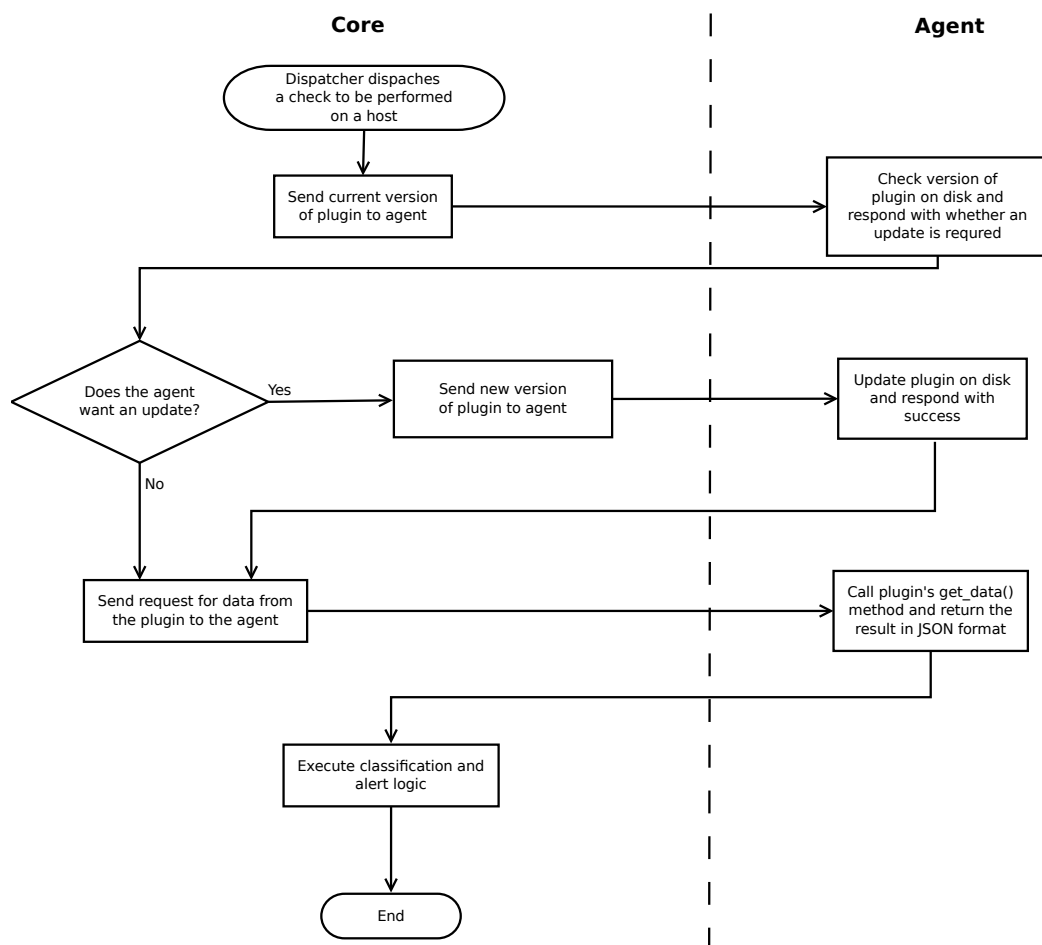 Core
Agent
Dispatcher dispaches
a check to be performed
on a host
Send current version
of plugin to agent
Check version of
plugin on disk and
respond with whether an
update is requred
Does the agent
want an update?
Yes
Send new version
of plugin to agent
Update plugin on disk
and respond with
success
No
Send request for data from
the plugin to the agent
Call plugin's get_data()
method and return the
result in JSON format
Execute classification and
alert logic
End